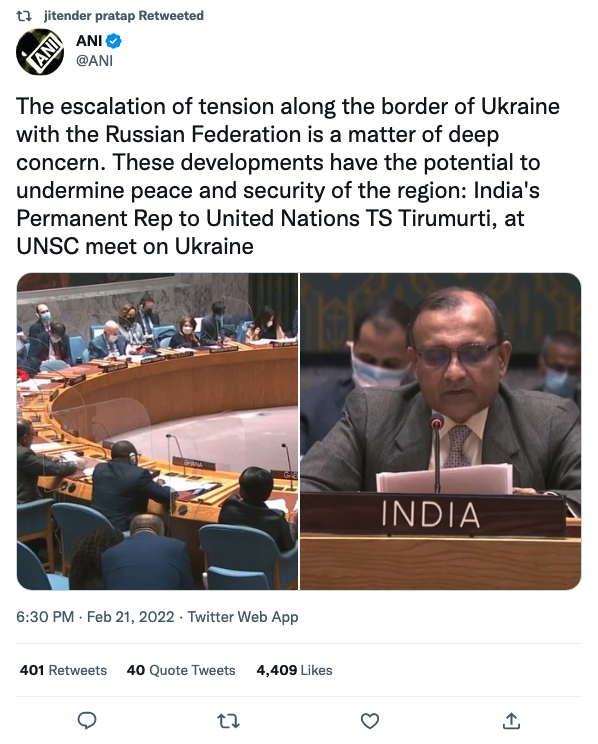 jitender pratap Retweeted
ANI
ANI
@ANI
The escalation of tension along the border of Ukraine
with the Russian Federation is a matter of deep
concern. These developments have the potential to
undermine peace and security of the region: India's
Permanent Rep to United Nations TS Tirumurti, at
UNSC meet on Ukraine
GHANA
INDIA
6:30 PM · Feb 21, 2022 · Twitter Web App
401 Retweets 40 Quote Tweets 4,409 Likes